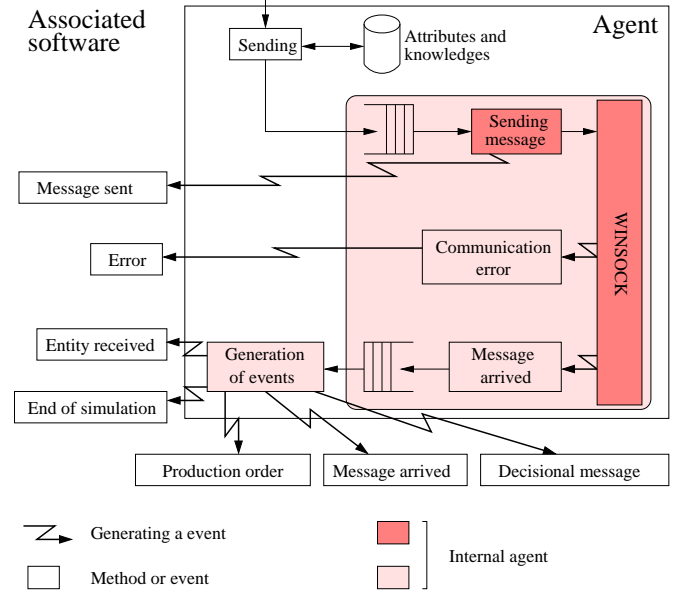 Associated
software
Agent
Sending
Attributes and
knowledges
Sending
message
Message sent
WINSOCK
Communication
error
Error
Entity received
Generation
of events
Message
arrived
End of simulation
Production order
Message arrived
Decisional message
Generating a event
Internal agent
Method or event